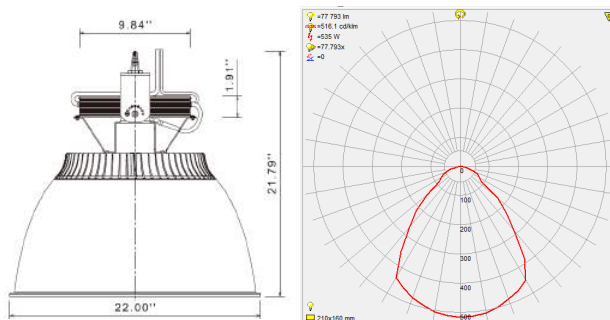 9.84''
1.91''
21.79''
22.00''
=77 793 lm
=516.1 cd/klm
=535 W
=77.793x
=0
0
100
200
300
400
500
210x160 mm